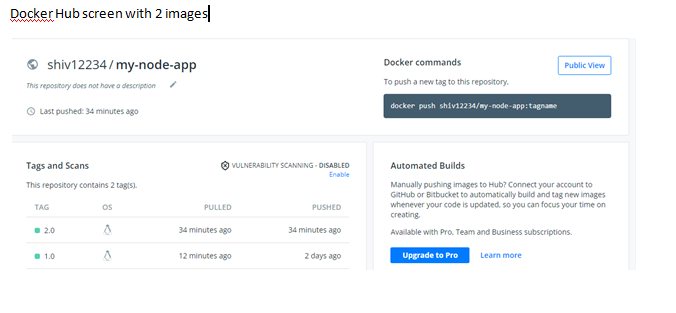 Docker Hub screen with 2 images
shiv12234 / my-node-app
This repository does not have a description
Last pushed: 34 minutes ago
Docker commands
Public View
To push a new tag to this repository,
docker push shiv12234/my-node-app:tagname
Tags and Scans
VULNERABILITY SCANNING - DISABLED
Enable
This repository contains 2 tag(s).
TAG OS PULLED PUSHED
2.0 34 minutes ago 34 minutes ago
1.0 12 minutes ago 2 days ago
Automated Builds
Manually pushing images to Hub? Connect your account to
GitHub or Bitbucket to automatically build and tag new images
whenever your code is updated, so you can focus your time on
creating.
Available with Pro, Team and Business subscriptions.
Upgrade to Pro Learn more